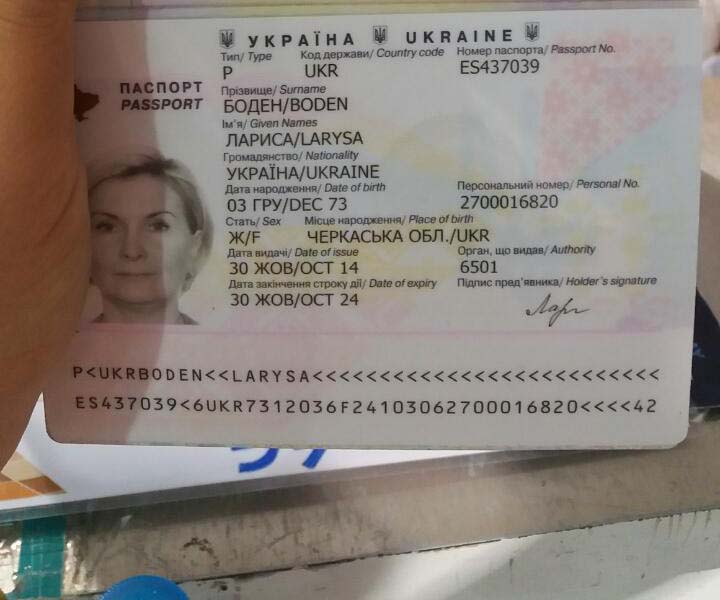 УКРАЇНА UKRAINE
Тип/ Type Код держави/ Country code Номер паспорта/ Passport No.
P UKR ES437039
ПАСПОРТ
PASSPORT
Прізвище/ Surname
БОДЕН/BODEN
Ім'я/ Given Names
ЛАРИСА/LARYSA
Громадянство/ Nationality
УКРАЇНА/UKRAINE
Дата народження/ Date of birth Персональний номер/ Personal No.
03 ГРУ/DEC 73 2700016820
Стать/ Sex Місце народження/ Place of birth
Ж/F ЧЕРКАСЬКА ОБЛ./UKR
Дата видачі/ Date of issue Орган, що видав/ Authority
30 ЖОВ/OCT 14 6501
Дата закінчення строку дії/ Date of expiry Підпис пред'явника/ Holder's signature
30 ЖОВ/OCT 24
P<UKRBODEN<<LARYSA<<<<<<<<<<<<<<<<<<<<<<<<<<
ES437039<6UKR7312036F24103062700016820<<<<42